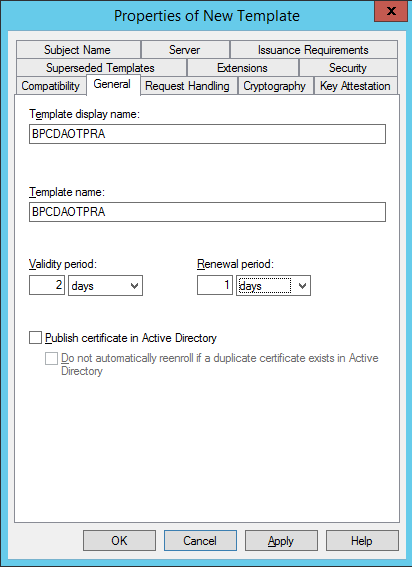 Properties of New Template
x
Subject Name
Server
Issuance Requirements
Superseded Templates
Extensions
Security
Compatibility
General
Request Handling
Cryptography
Key Attestation
Template display name:
BPCDAOTPRA
Template name:
BPCDAOTPRA
Validity period:
Renewal period:
2 days
1 days
Publish certificate in Active Directory
Do not automatically reenroll if a duplicate certificate exists in Active
Directory
OK
Cancel
Apply
Help